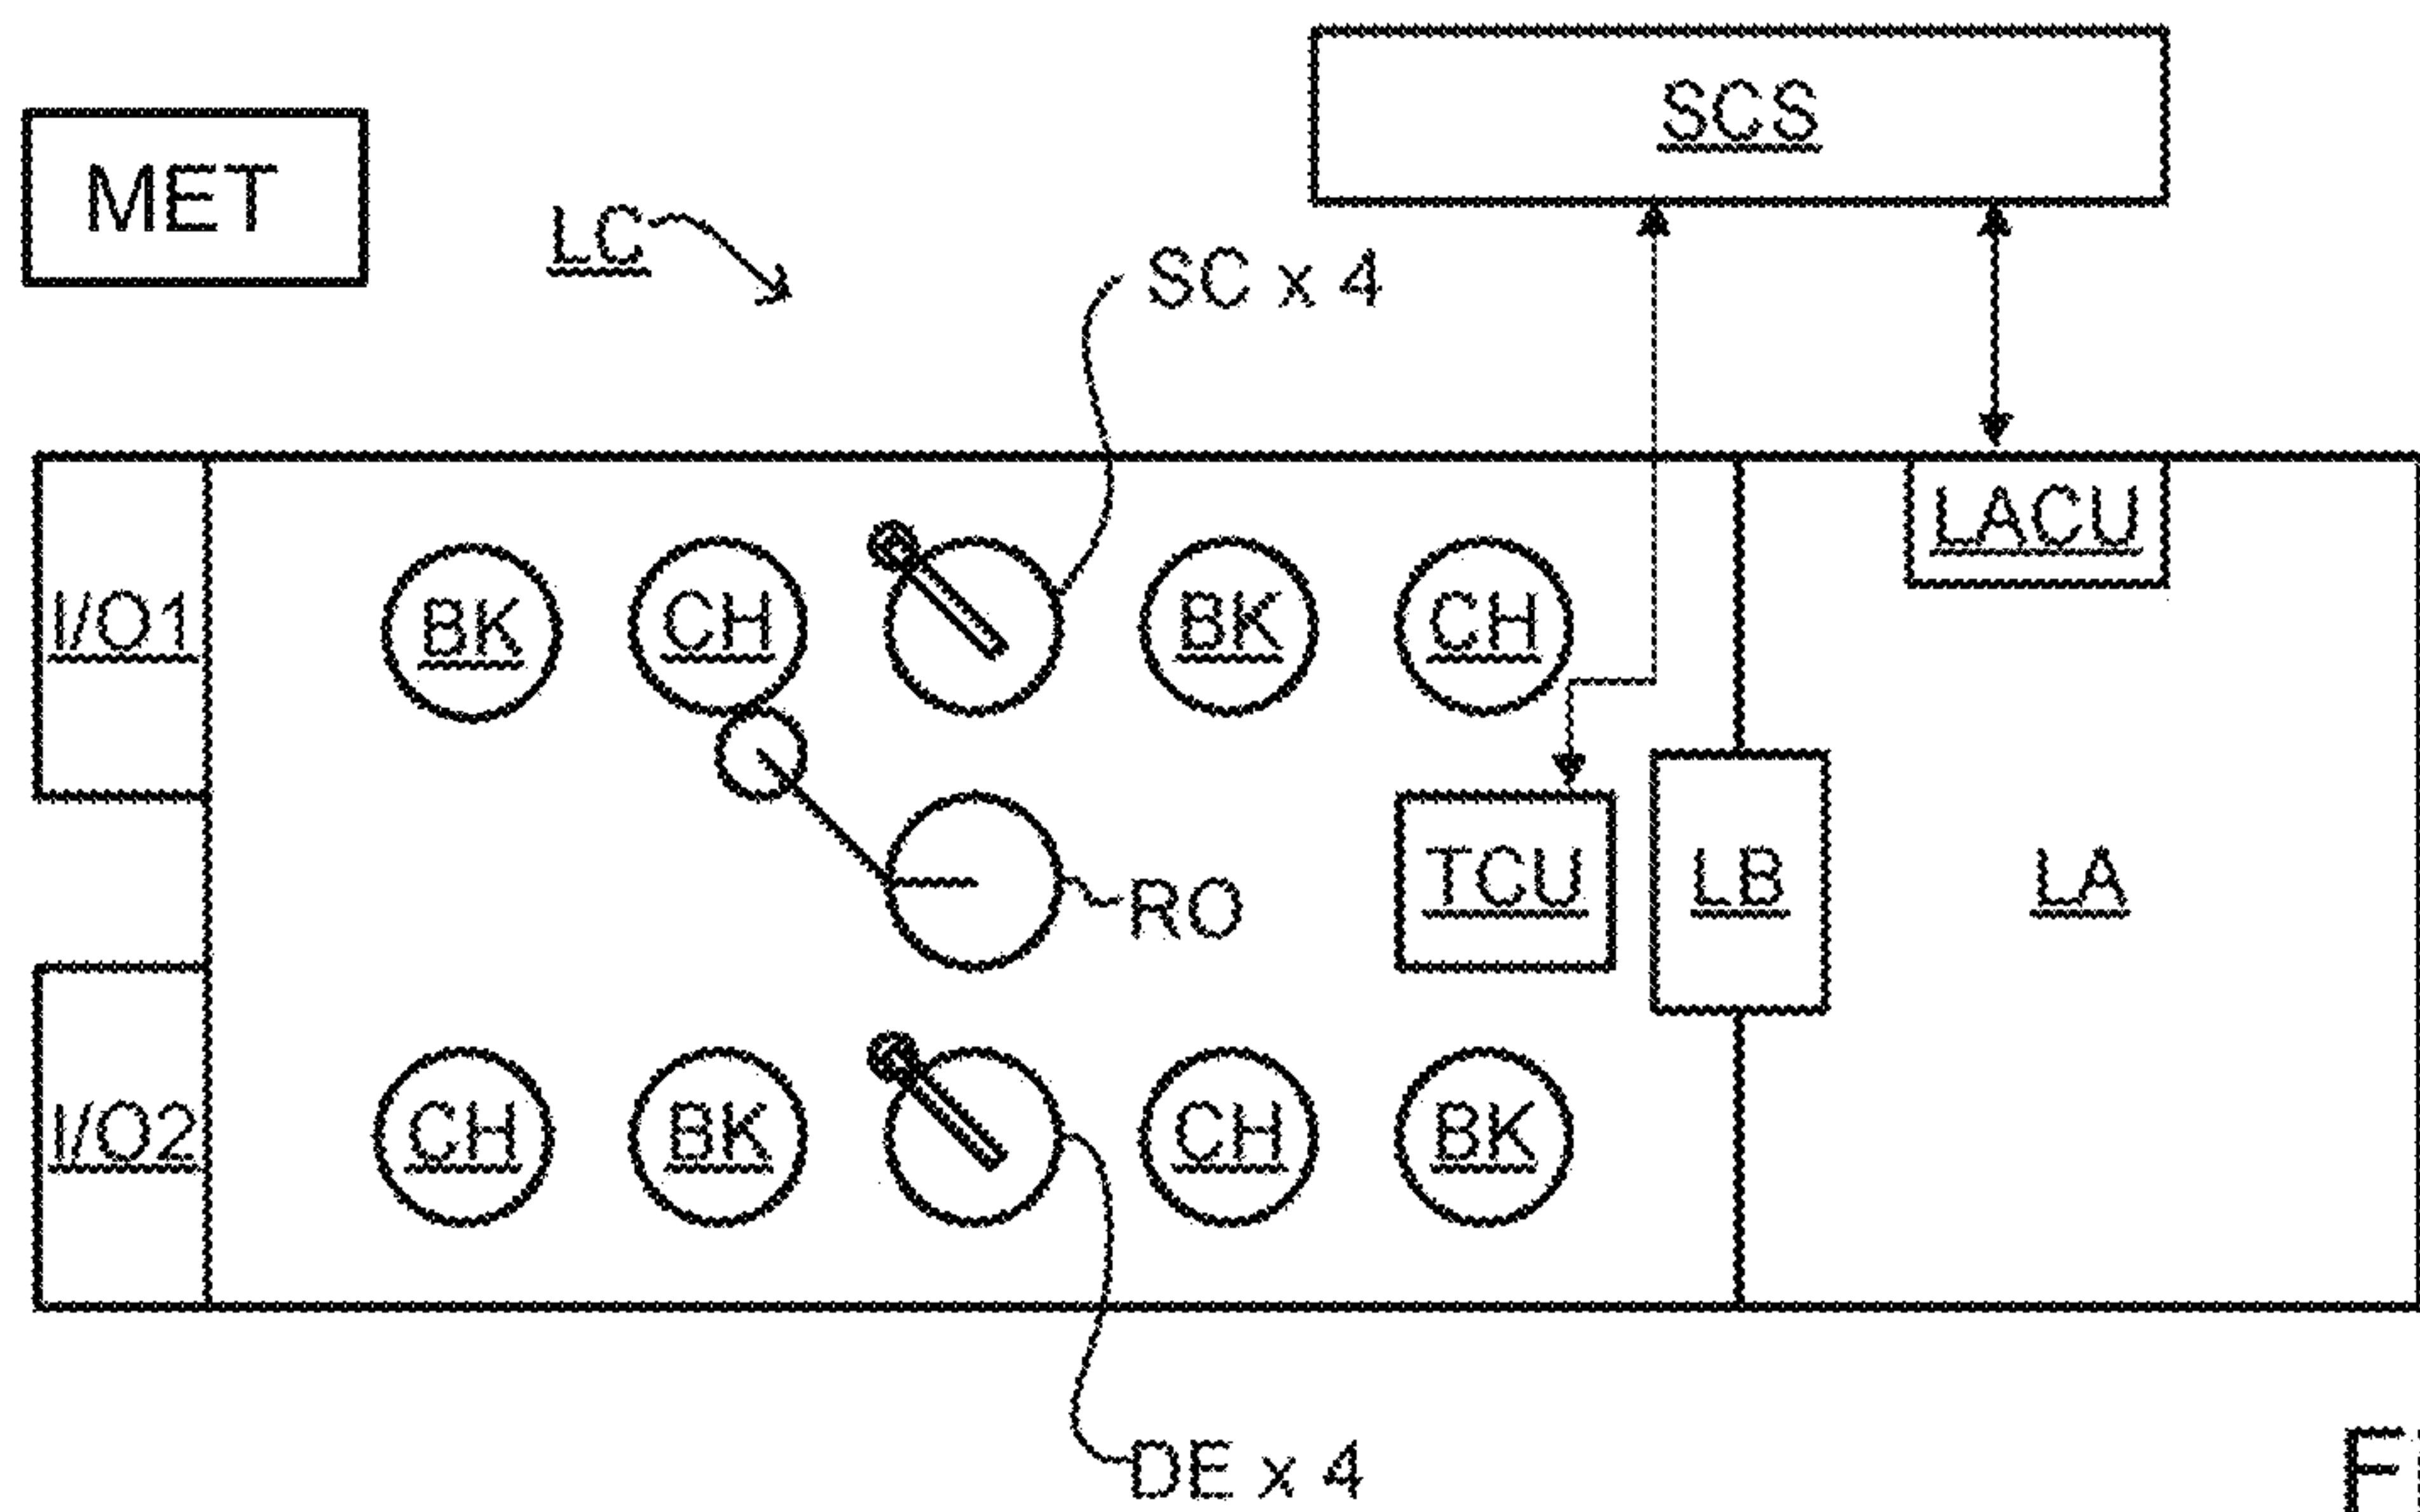 SCS
MET
LC
SC x 4
LACU
I/O1
BK
CH
BK
CH
TCU
LB
LA
RO
I/O2
CH
BK
CH
BK
DE x 4